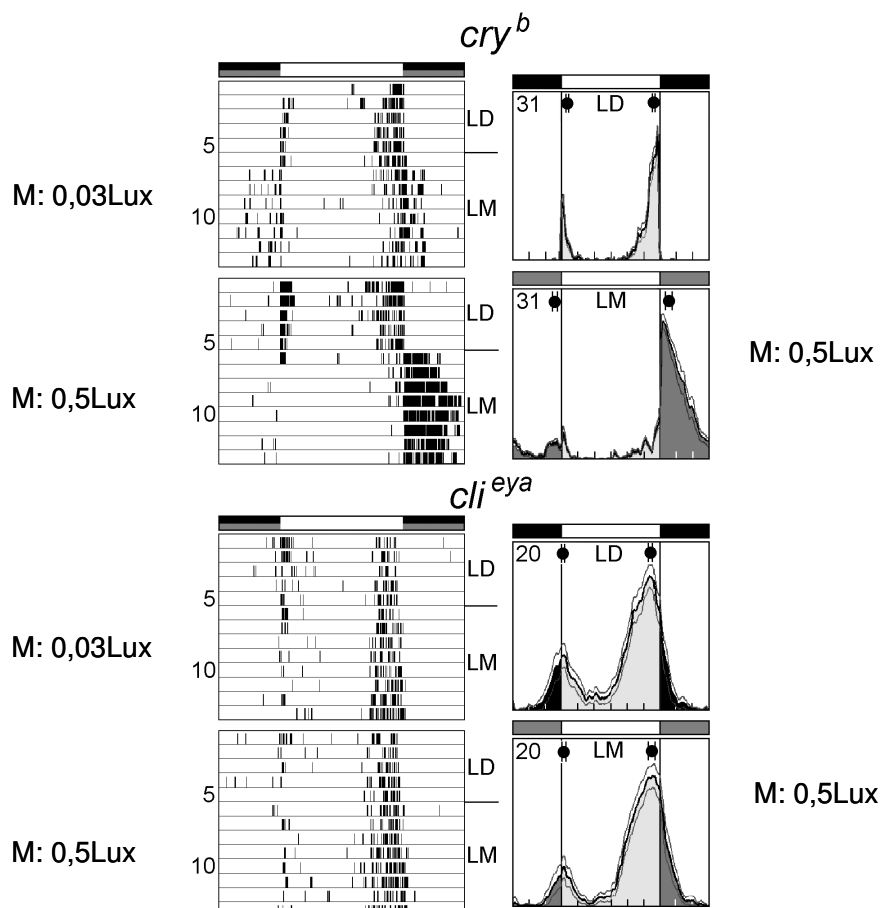 cry b
31 LD
LD
5
M: 0,03Lux
LM
10
31 LM
LD
5
M: 0,5Lux
M: 0,5Lux
LM
10
cli eya
20 LD
LD
5
M: 0,03Lux
LM
10
20 LM
LD
5
M: 0,5Lux
M: 0,5Lux
LM
10